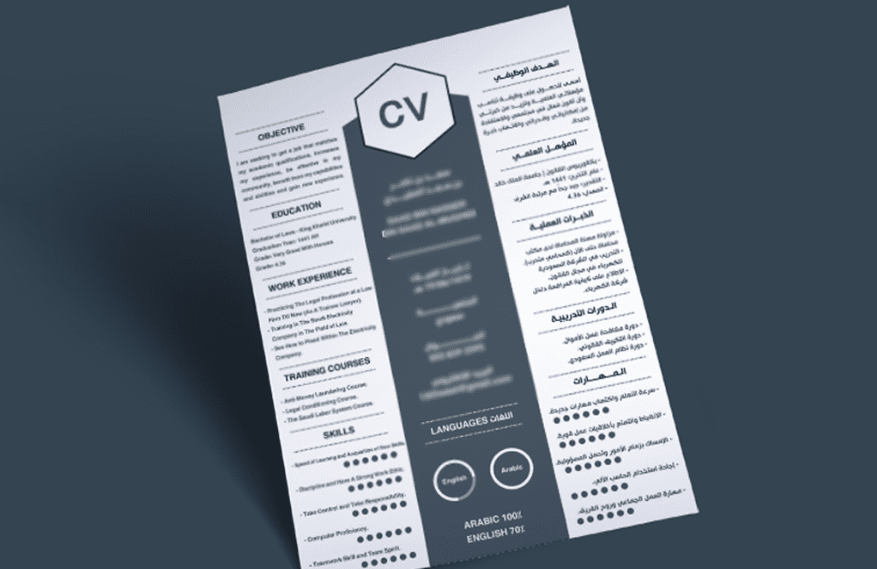 CV
OBJECTIVE
I am seeking to get a job that matches
my academic qualifications, increases
my experience, be effective in my
community, benefit from my capabilities
and abilities and gain new experience.
EDUCATION
Bachelor of Laws - King Khalid University
Graduation Year: 1441 AH
Grade: Very Good With Honors
Grade: 4.36
WORK EXPERIENCE
- Practicing The Legal Profession at a Law
Firm Till Now (As A Trainee Lawyer).
- Training In The Saudi Electricity
Company in The Field of Law.
- See How to Plead Within The Electricity
Company.
TRAINING COURSES
- Anti-Money Laundering Course.
- Legal Conditioning Course.
- The Saudi Labor System Course.
SKILLS
- Speed of Learning and Acquisition of New Skills.
- Discipline and Have A Strong Work Ethic.
- Take Control and Take Responsibility.
- Computer Proficiency.
- Teamwork Skill and Team Spirit.
LANGUAGES اللغات
English
Arabic
ARABIC 100٪
ENGLISH 70٪
الهـدف الوظيفـي
أسعى للحصول على وظيفة تناسب
مؤهلاتي العلمية وتزيد من خبرتي
وأن أكون فعال في مجتمعي والاستفادة
من إمكانياتي وقدراتي واكتساب خبرة
جديدة.
المؤهل العلمي
- بكالوريوس القانون | جامعة الملك خالد
- عام التخرج: 1441 هـ
- التقدير: جيد جداً مع مرتبة الشرف
- المعدل: 4.36
الخبرات العملية
- مزاولة مهنة المحاماة لدى مكتب
محاماة حتى الآن (كمحامي متدرب).
- التدريب في الشركة السعودية
للكهرباء في مجال القانون.
- الاطلاع على كيفية المرافعة داخل
شركة الكهرباء.
الدورات التدريبية
- دورة مكافحة غسل الأموال.
- دورة التكييف القانوني.
- دورة نظام العمل السعودي.
المـهـارات
- سرعة التعلم واكتساب مهارات جديدة.
- الانضباط والتمتع بأخلاقيات عمل قوية.
- الإمساك بزمام الأمور وتحمل المسؤولية.
- إجادة استخدام الحاسب الآلي.
- مهارة العمل الجماعي وروح الفريق.